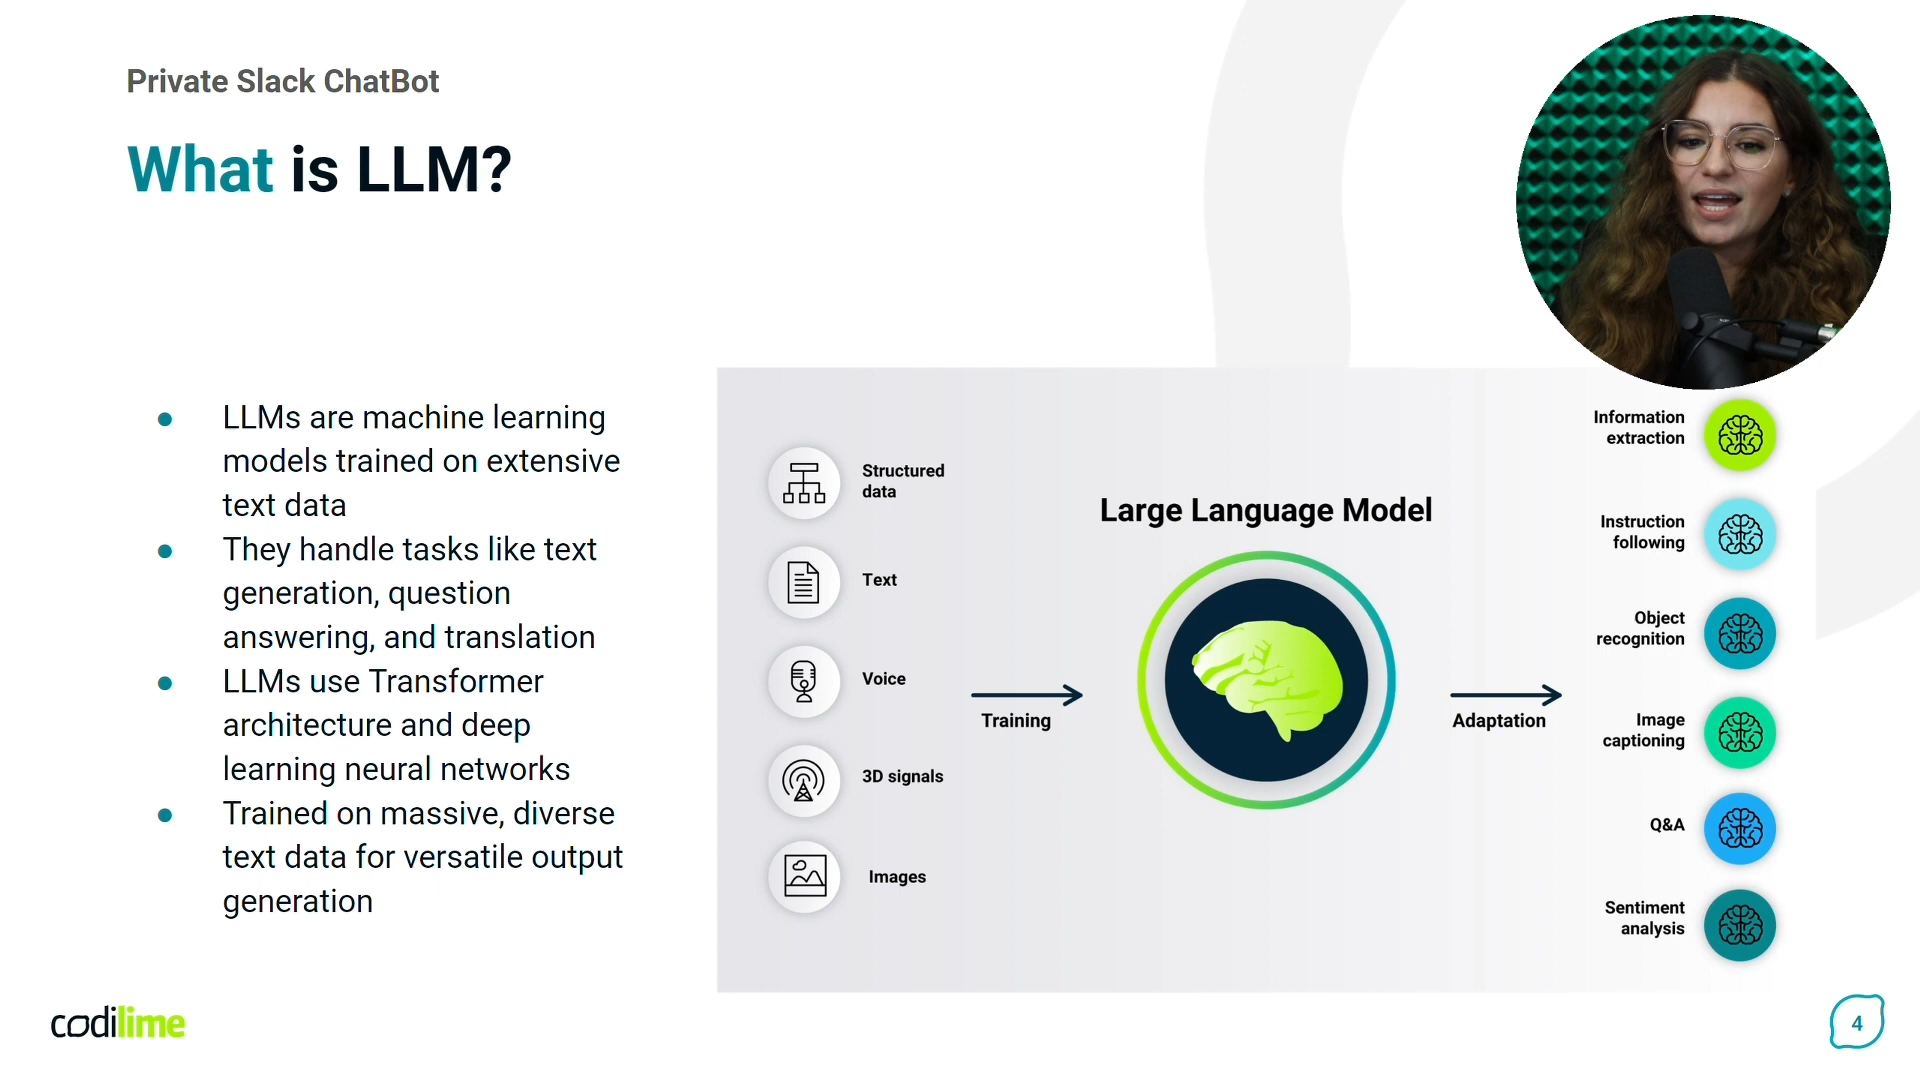 Private Slack ChatBot
What is LLM?
LLMs are machine learning
models trained on extensive
text data
They handle tasks like text
generation, question
answering, and translation
LLMs use Transformer
architecture and deep
learning neural networks
Trained on massive, diverse
text data for versatile output
generation
Structured
data
Text
Voice
3D signals
Images
Training
Large Language Model
Adaptation
Information
extraction
Instruction
following
Object
recognition
Image
captioning
Q&A
Sentiment
analysis
codilime
4